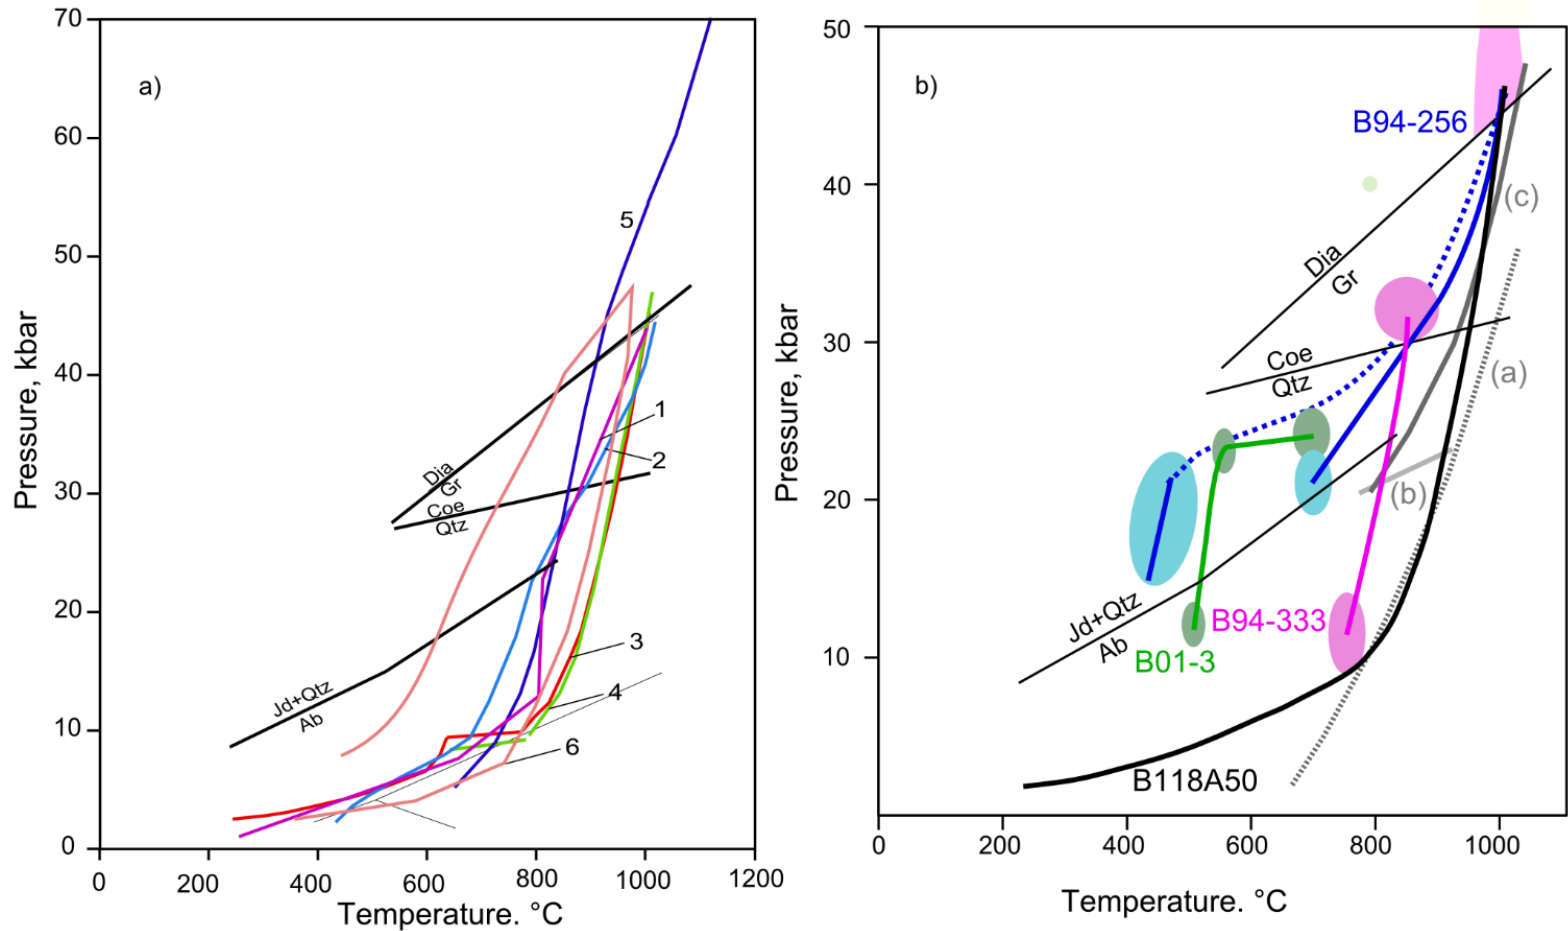 a)
70
60
50
40
30
20
10
0
Pressure, kbar
0
200
400
600
800
1000
1200
Temperature. °C
5
1
2
3
4
6
Dia
Gr
Coe
Qtz
Jd+Qtz
Ab
b)
50
40
30
20
10
Pressure, kbar
0
200
400
600
800
1000
Temperature. °C
B94-256
(c)
Dia
Gr
Coe
Qtz
(a)
(b)
Jd+Qtz
Ab
B94-333
B01-3
B118A50